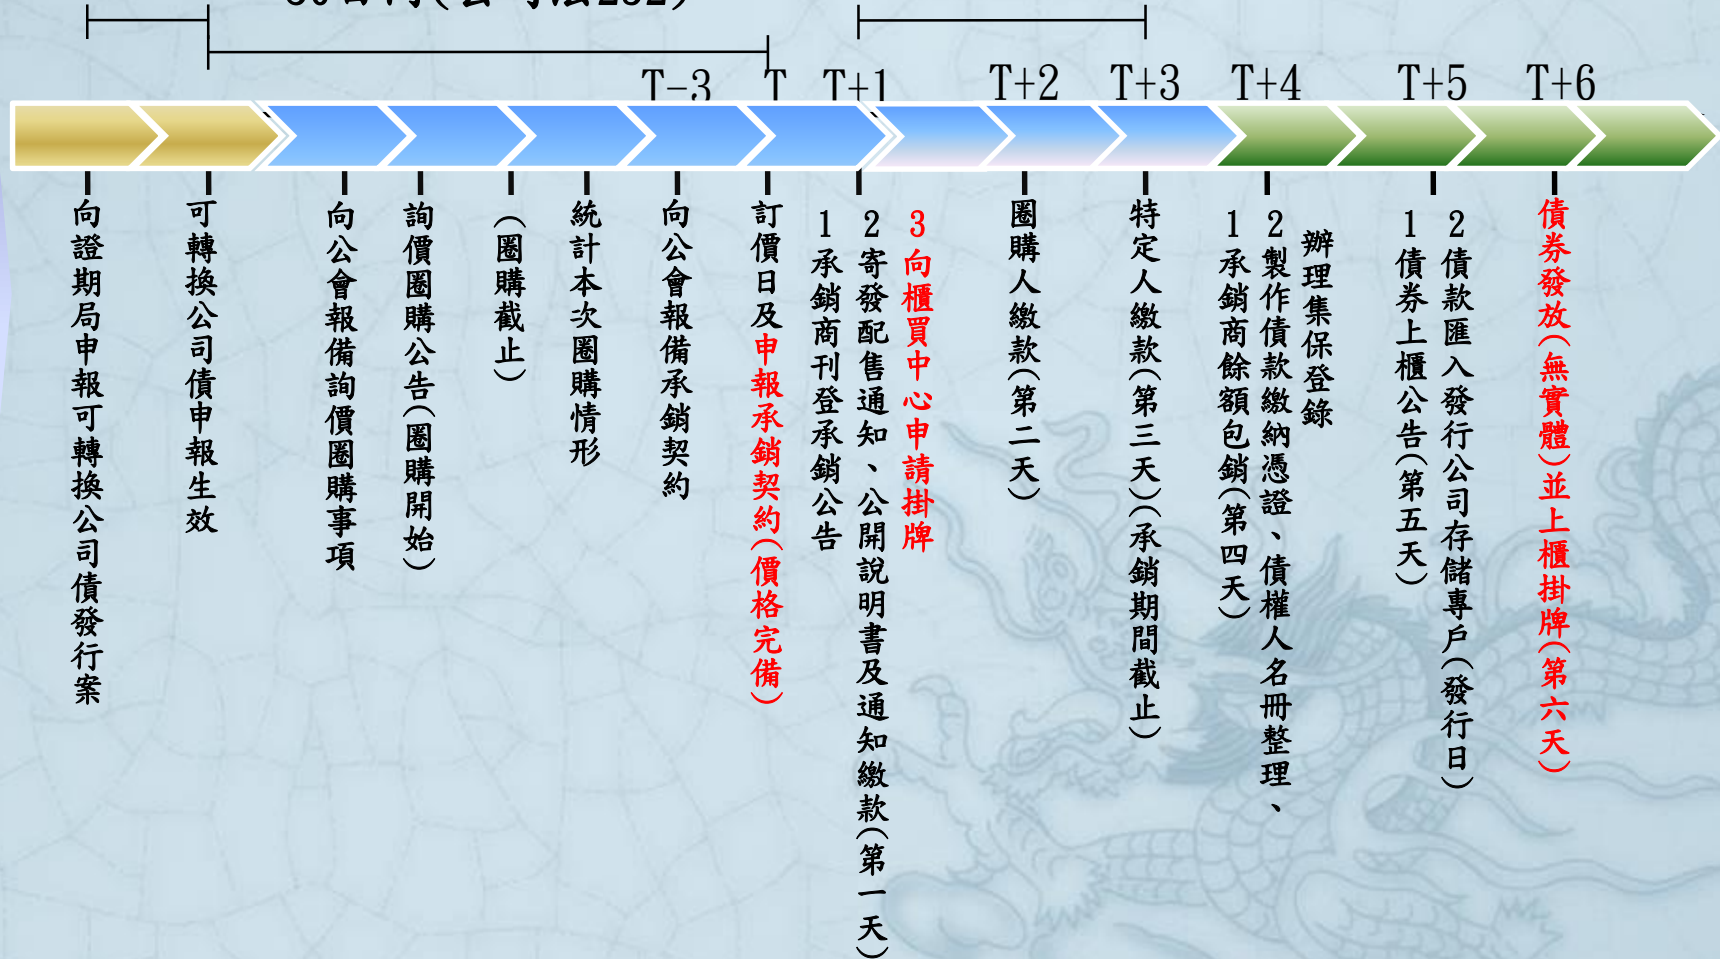 30日內(公司法252)
T-3
T
T+1
T+2
T+3
T+4
T+5
T+6
向證期局申報可轉換公司債發行案
可轉換公司債申報生效
向公會報備詢價圈購事項
詢價圈購公告(圈購開始)
(圈購截止)
統計本次圈購情形
向公會報備承銷契約
訂價日及申報承銷契約(價格完備)
1承銷商刊登承銷公告
2寄發配售通知、公開說明書及通知繳款(第一天)
3向櫃買中心申請掛牌
圈購人繳款(第二天)
特定人繳款(第三天)(承銷期間截止)
1承銷商餘額包銷(第四天)
2製作債款繳納憑證、債權人名冊整理、
辦理集保登錄
1債券上櫃公告(第五天)
2債款匯入發行公司存儲專戶(發行日)
債券發放(無實體)並上櫃掛牌(第六天)